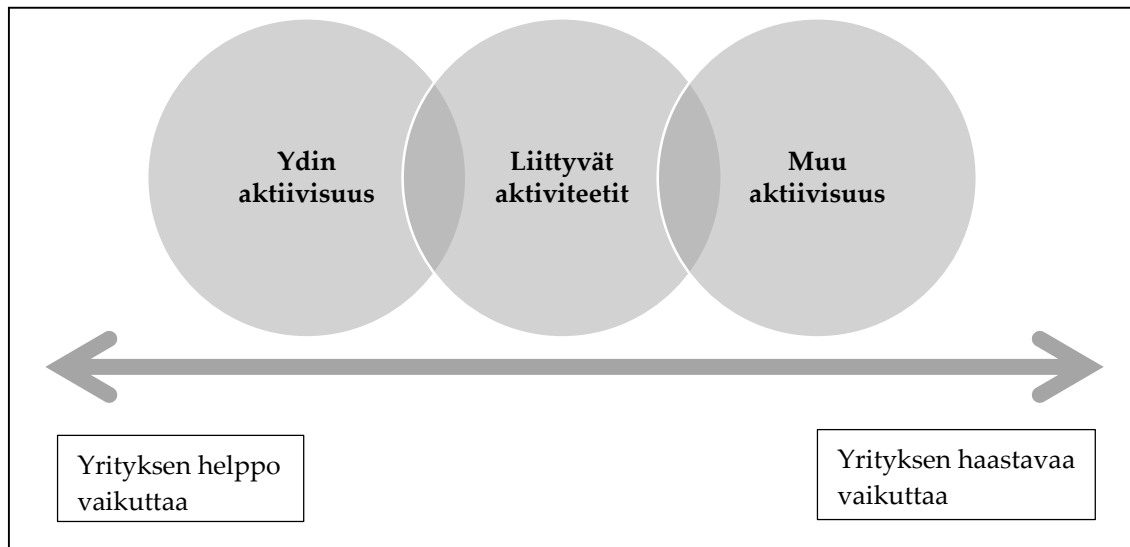 Ydin
aktiivisuus
Liittyvät
aktiviteetit
Muu
aktiivisuus
Yrityksen helppo
vaikuttaa
Yrityksen haastavaa
vaikuttaa